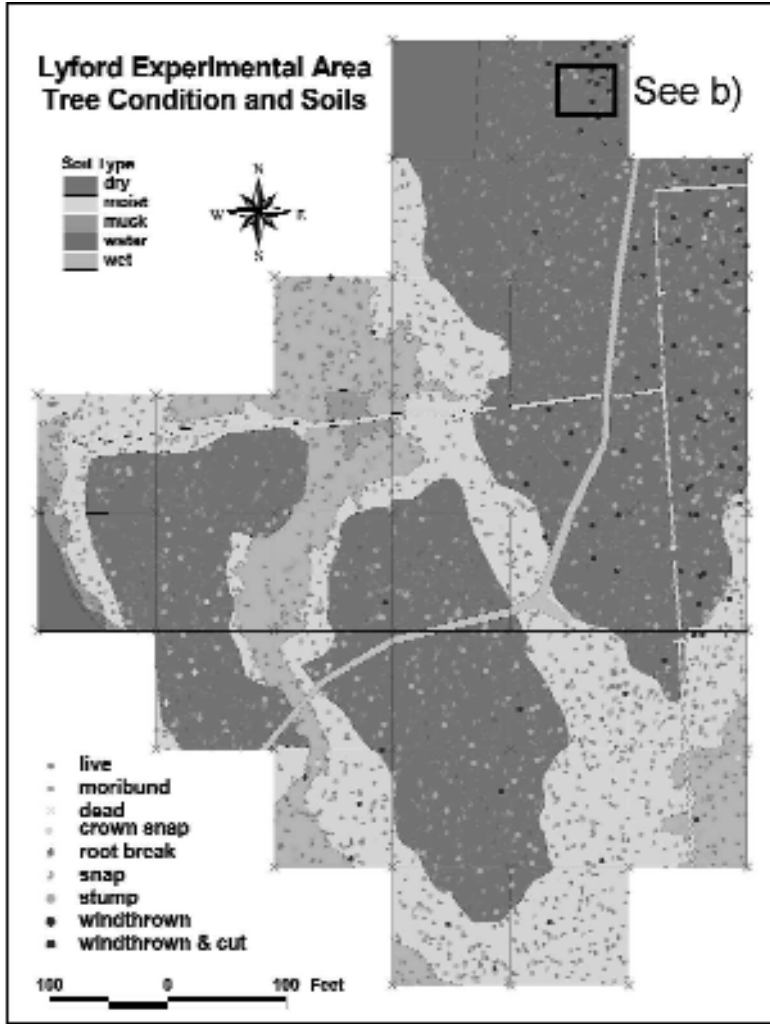 Lyford Experimental Area
Tree Condition and Soils
See b)
Soil Type
dry
moist
muck
water
wet
N
W E
S
live
moribund
dead
crown snap
root break
snap
stump
windthrown
windthrown & cut
100 0 100 Feet